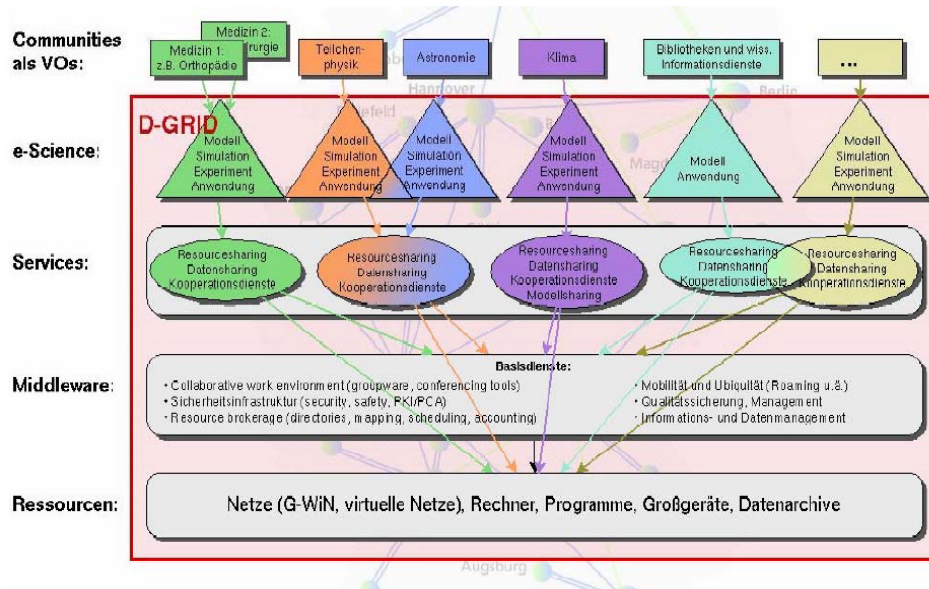 Communities
als VOs:
Medizin 2:
Medizin 1:
z.B. Orthopädie
Teilchen-
physik
Astronomie
Klima
Bibliotheken und wiss.
Informationsdienste
...
Hannover
Berlin
D-GRID
e-Science:
Modell
Simulation
Experiment
Anwendung
Modell
Simulation
Experiment
Anwendung
Modell
Simulation
Experiment
Anwendung
Modell
Simulation
Experiment
Anwendung
Modell
Anwendung
Modell
Simulation
Experiment
Anwendung
Services:
Resourcesharing
Datensharing
Kooperationsdienste
Resourcesharing
Datensharing
Kooperationsdienste
Resourcesharing
Datensharing
Kooperationsdienste
Modellsharing
Resourcesharing
Datensharing
Kooperationsdienste
Resourcesharing
Datensharing
Kooperationsdienste
Middleware:
Basisdienste:
• Collaborative work environment (groupware, conferencing tools)
• Sicherheitsinfrastruktur (security, safety, PKI/PCA)
• Resource brokerage (directories, mapping, scheduling, accounting)
• Mobilität und Ubiquität (Roaming u.ä.)
• Qualitätssicherung, Management
• Informations- und Datenmanagement
Ressourcen:
Netze (G-WiN, virtuelle Netze), Rechner, Programme, Großgeräte, Datenarchive
Augsburg